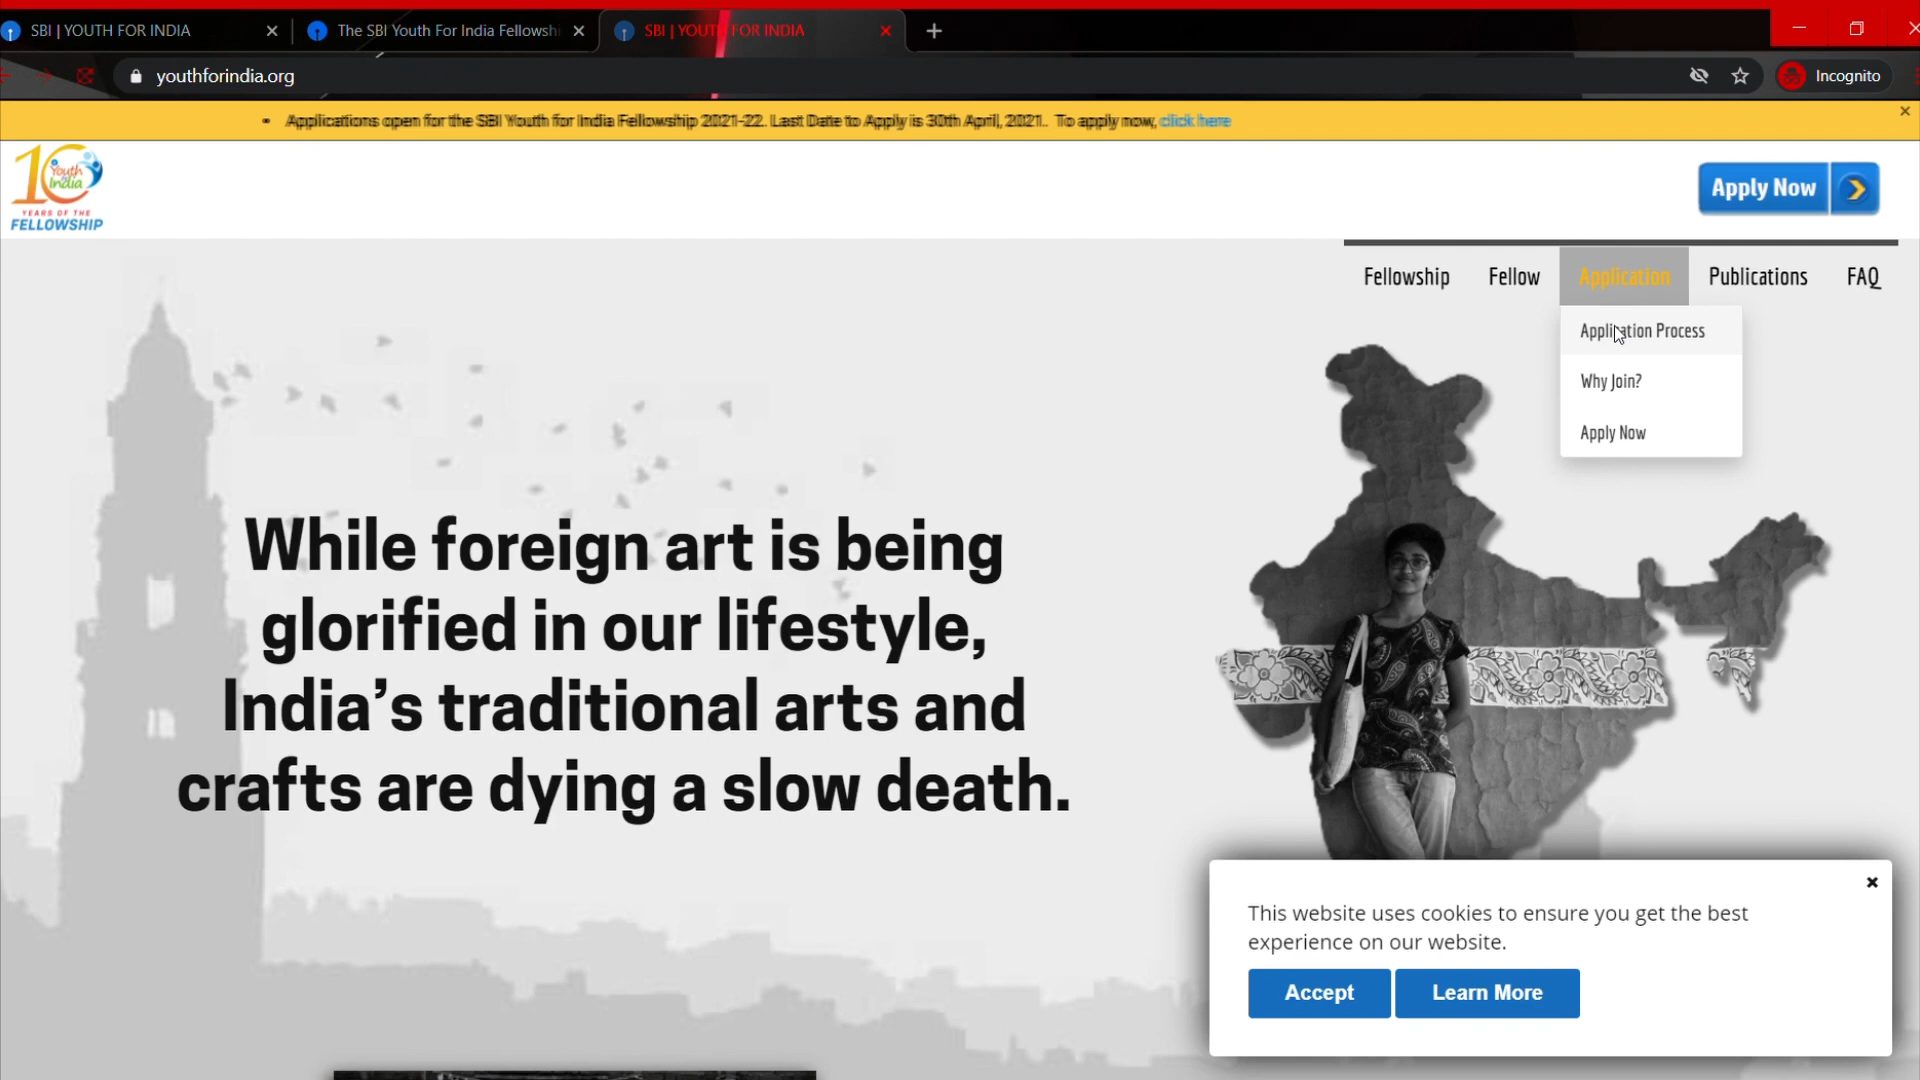 SBI | YOUTH FOR INDIA
The SBI Youth For India Fellowsh
SBI | YOUTH FOR INDIA
youthforindia.org
Incognito
Applications open for the SBI Youth for India Fellowship 2021-22. Last Date to Apply is 30th April, 2021.. To apply now, click here
10
Youth
India
YEARS OF THE
FELLOWSHIP
Apply Now
Fellowship
Fellow
Application
Publications
FAQ
Application Process
Why Join?
Apply Now
While foreign art is being
glorified in our lifestyle,
India’s traditional arts and
crafts are dying a slow death.
This website uses cookies to ensure you get the best
experience on our website.
Accept
Learn More